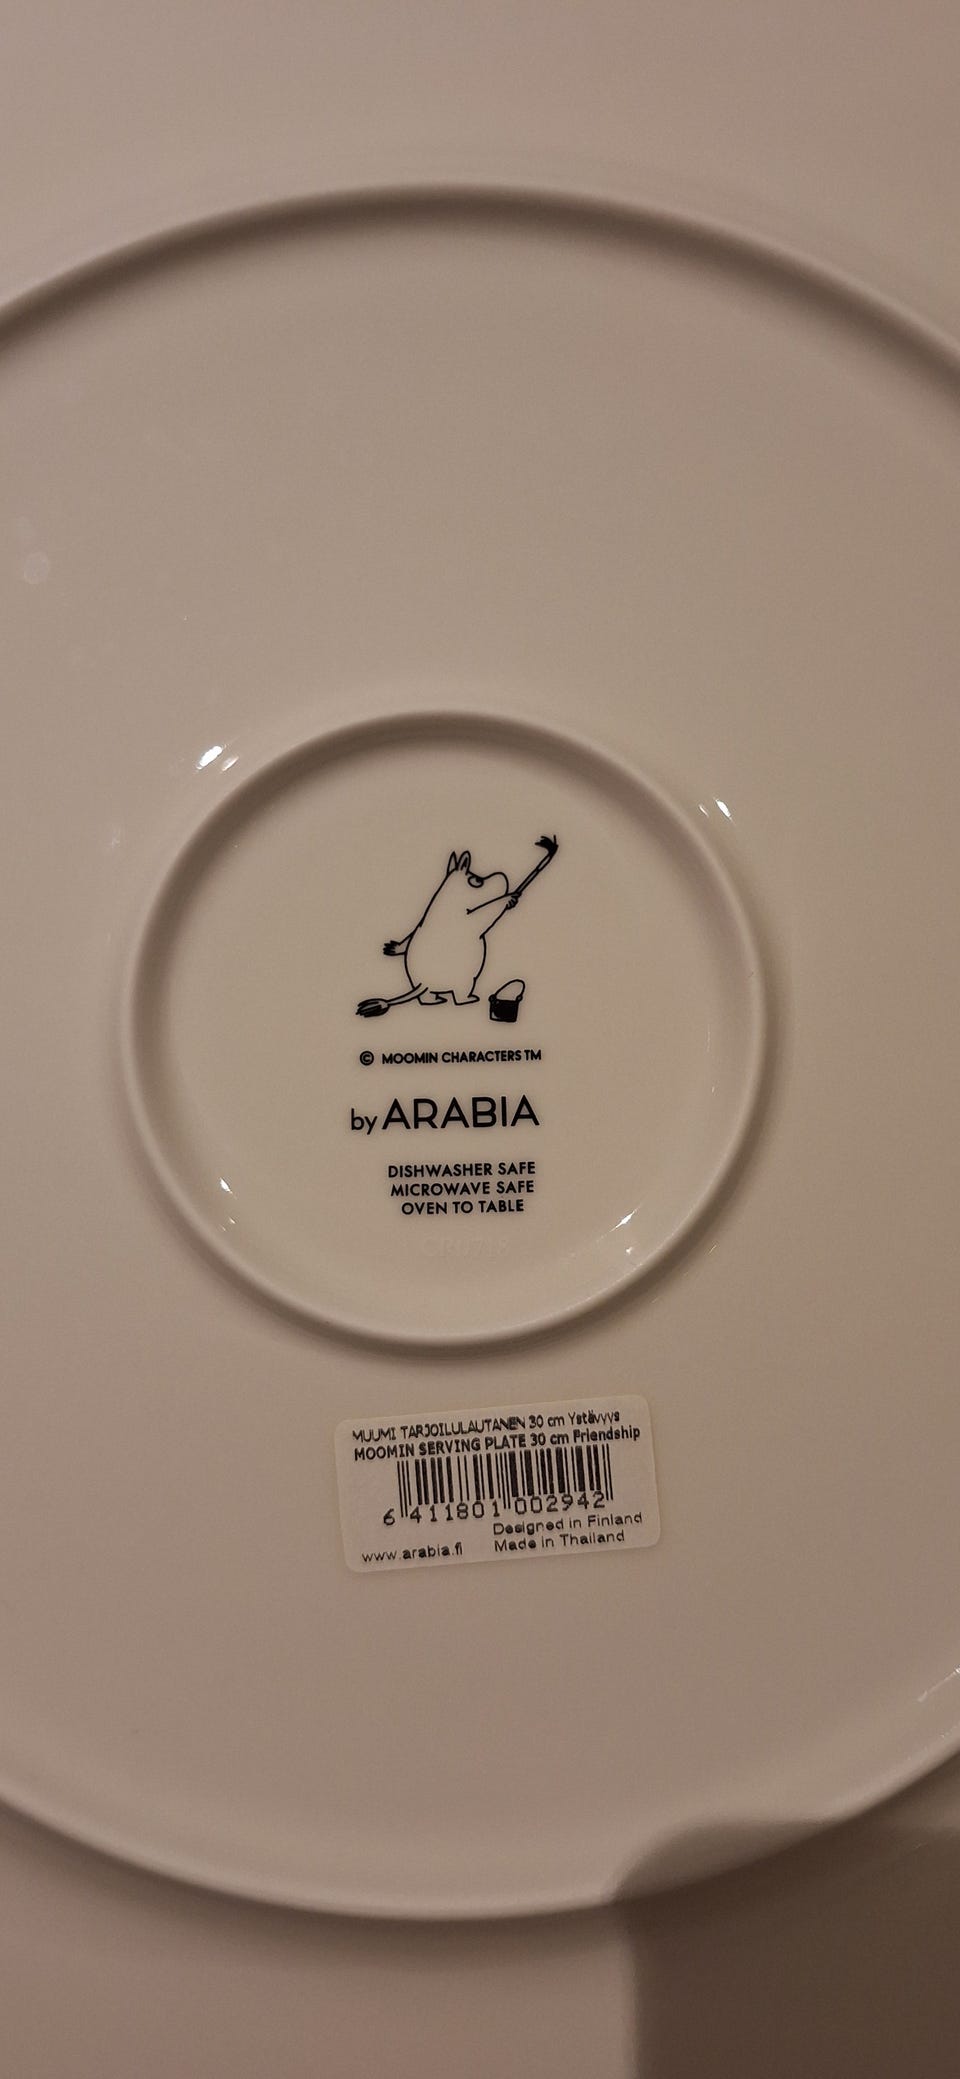 © MOOMIN CHARACTERS TM
by ARABIA
DISHWASHER SAFE
MICROWAVE SAFE
OVEN TO TABLE
MUUMI TARJOILULAUTANEN 30 cm Ystävyys
MOOMIN SERVING PLATE 30 cm Friendship
6 411801 002942
Designed in Finland
www.arabia.fi Made in Thailand